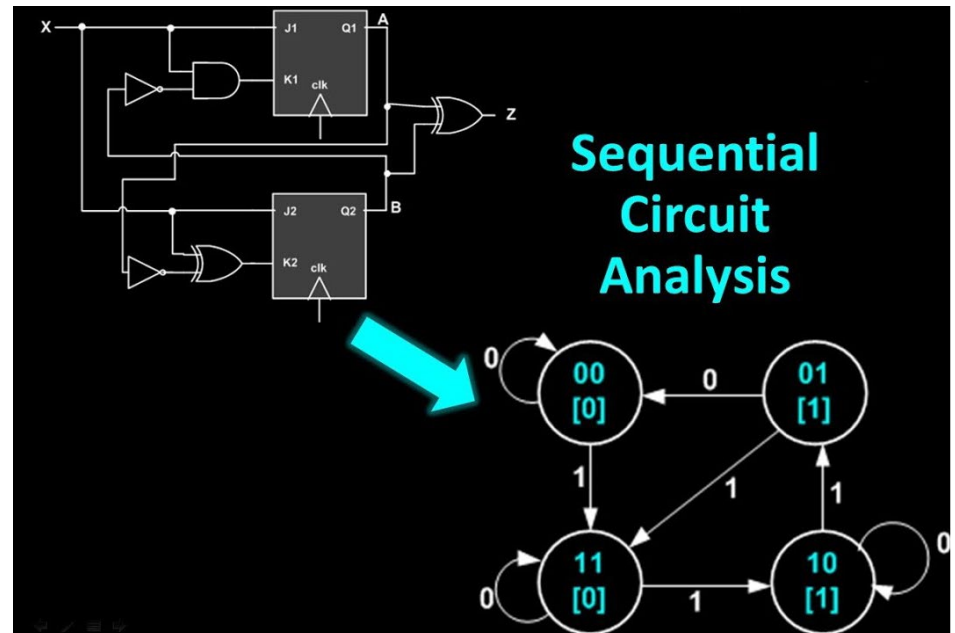 X
J1 Q1
A
K1
clk
Z
J2 Q2
B
K2
clk
Sequential
Circuit
Analysis
0
00
[0]
0
01
[1]
1
1
1
0
11
[0]
1
10
[1]
0